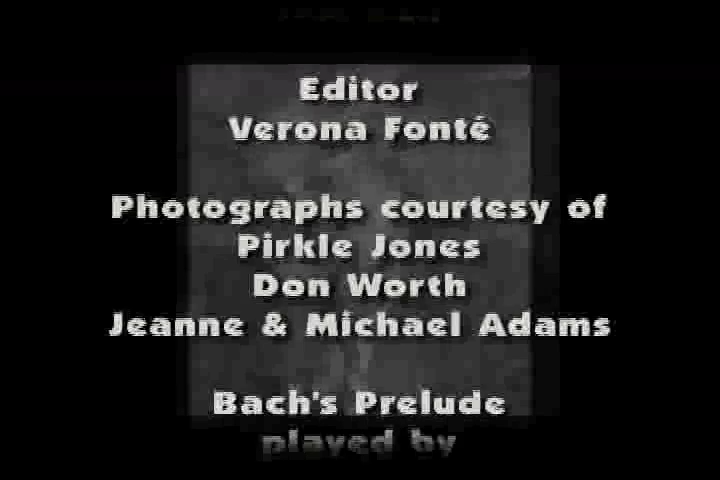 Editor
Verona Fonté
Photographs courtesy of
Pirkle Jones
Don Worth
Jeanne & Michael Adams
Bach's Prelude
played by